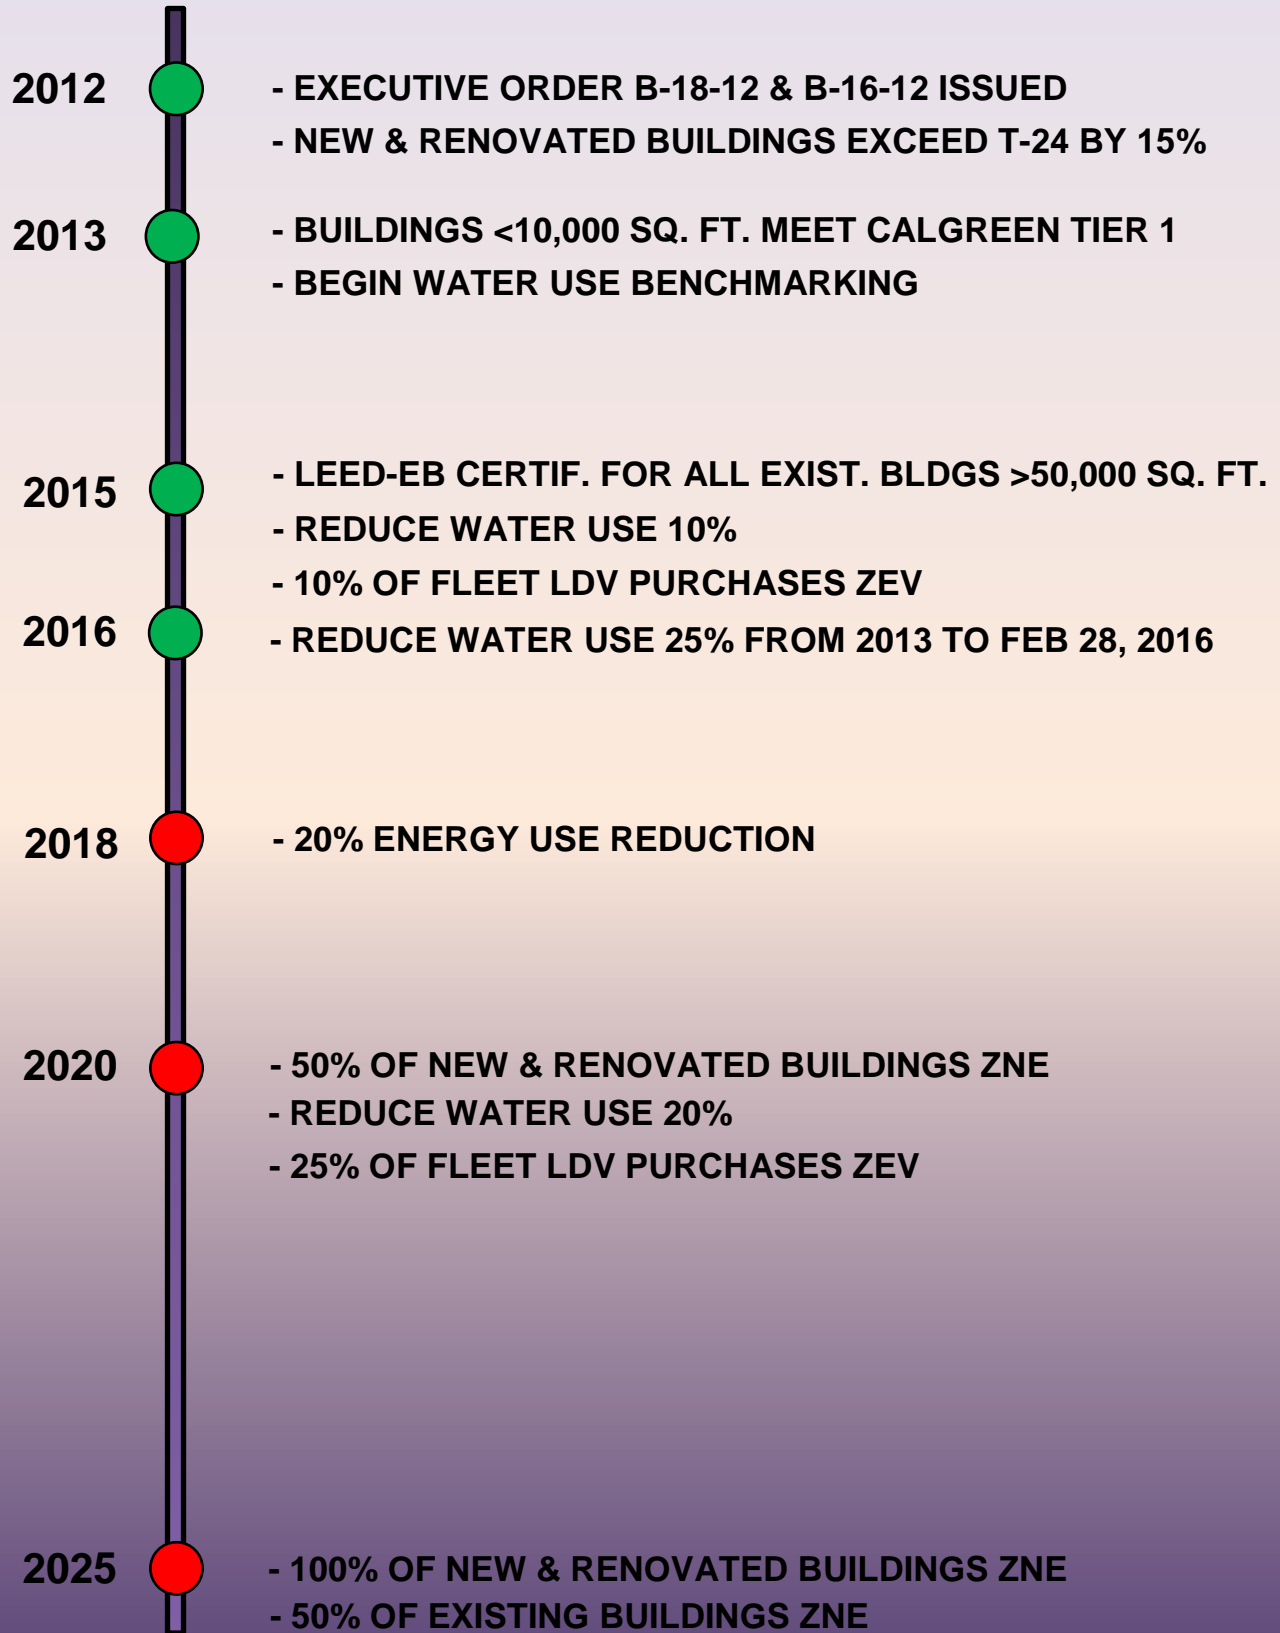 2012
- EXECUTIVE ORDER B-18-12 & B-16-12 ISSUED
- NEW & RENOVATED BUILDINGS EXCEED T-24 BY 15%
2013
- BUILDINGS <10,000 SQ. FT. MEET CALGREEN TIER 1
- BEGIN WATER USE BENCHMARKING
2015
- LEED-EB CERTIF. FOR ALL EXIST. BLDGS >50,000 SQ. FT.
- REDUCE WATER USE 10%
- 10% OF FLEET LDV PURCHASES ZEV
2016
- REDUCE WATER USE 25% FROM 2013 TO FEB 28, 2016
2018
- 20% ENERGY USE REDUCTION
2020
- 50% OF NEW & RENOVATED BUILDINGS ZNE
- REDUCE WATER USE 20%
- 25% OF FLEET LDV PURCHASES ZEV
2025
- 100% OF NEW & RENOVATED BUILDINGS ZNE
- 50% OF EXISTING BUILDINGS ZNE